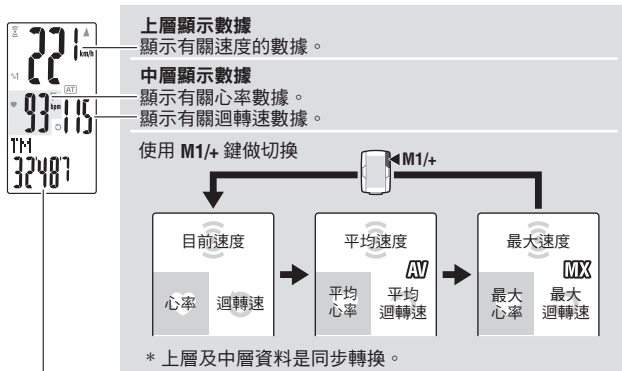 上層顯示數據
顯示有關速度的數據。
中層顯示數據
顯示有關心率數據。
顯示有關迴轉速數據。
使用 M1/+ 鍵做切換
M1/+
22.1 km/h
AT
93 bpm 115
TM
3248"7
目前速度
心率 迴轉速
平均速度
AV
平均心率 平均迴轉速
最大速度
MX
最大心率 最大迴轉速
* 上層及中層資料是同步轉換。